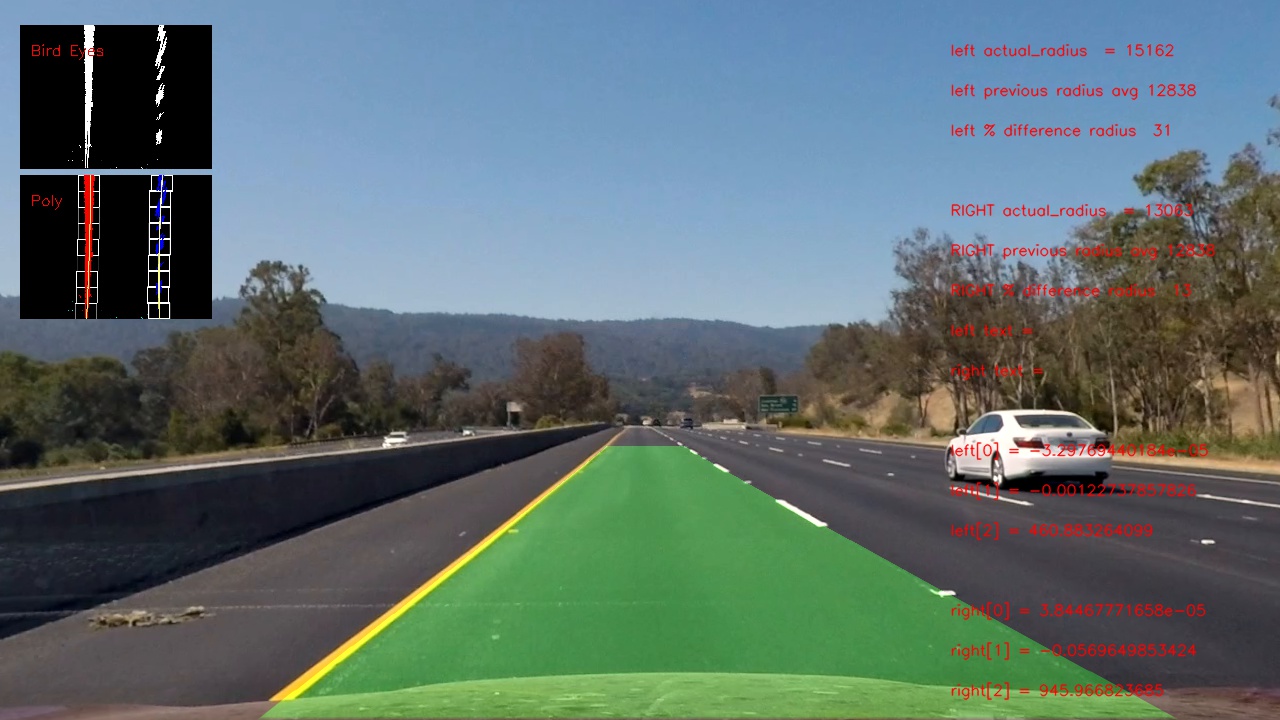 Bird Eyes
Poly
left actual_radius = 15162
left previous radius avg 12838
left % difference radius 31
RIGHT actual_radius = 13063
RIGHT previous radius avg 12838
RIGHT % difference radius 13
left text =
right text =
left[0] = -3.29769440184e-05
left[1] = -0.00122737857826
left[2] = 460.883264099
right[0] = 3.84467771658e-05
right[1] = -0.0569649853424
right[2] = 945.966823685